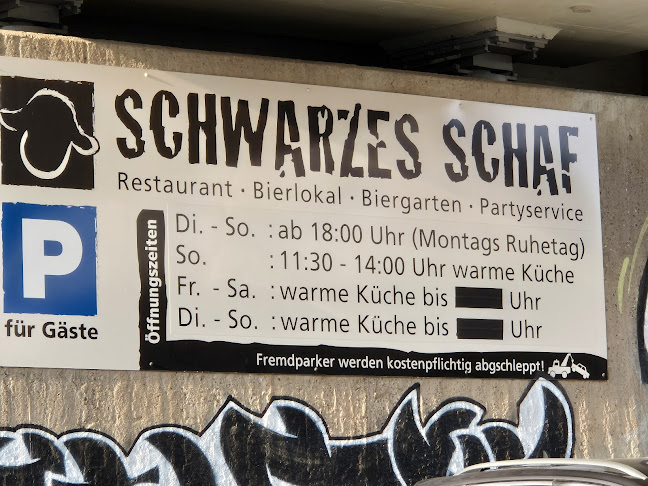 SCHWARZES SCHAF
Restaurant · Bierlokal · Biergarten · Partyservice
P
für Gäste
Öffnungszeiten
Di. - So. : ab 18:00 Uhr (Montags Ruhetag)
So. : 11:30 - 14:00 Uhr warme Küche
Fr. - Sa. : warme Küche bis Uhr
Di. - So. : warme Küche bis Uhr
Fremdparker werden kostenpflichtig abgeschleppt!